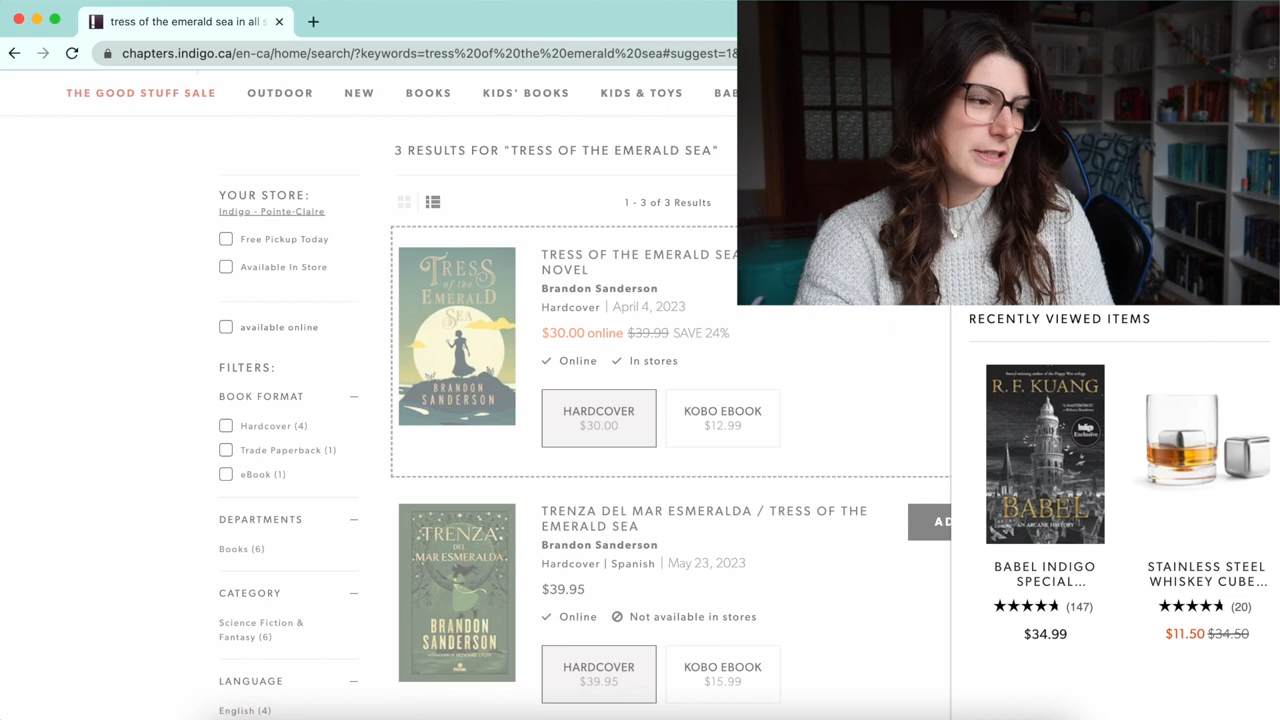 tress of the emerald sea in all s
chapters.indigo.ca/en-ca/home/search/?keywords=tress%20of%20the%20emerald%20sea#suggest=1&
THE GOOD STUFF SALE OUTDOOR NEW BOOKS KIDS' BOOKS KIDS & TOYS BAB
3 RESULTS FOR "TRESS OF THE EMERALD SEA"
1 - 3 of 3 Results
YOUR STORE:
Indigo - Pointe-Claire
Free Pickup Today
Available In Store
available online
FILTERS:
BOOK FORMAT
Hardcover (4)
Trade Paperback (1)
eBook (1)
DEPARTMENTS
Books (6)
CATEGORY
Science Fiction &
Fantasy (6)
LANGUAGE
English (4)
TRESS
of the
EMERALD
SEA
BRANDON
SANDERSON
TRESS OF THE EMERALD SEA
NOVEL
Brandon Sanderson
Hardcover | April 4, 2023
$30.00 online $39.99 SAVE 24%
Online In stores
HARDCOVER
$30.00
KOBO EBOOK
$12.99
TRENZA
DEL
MAR ESMERALDA
BRANDON
SANDERSON
TRENZA DEL MAR ESMERALDA / TRESS OF THE
EMERALD SEA
Brandon Sanderson
Hardcover | Spanish | May 23, 2023
$39.95
Online Not available in stores
HARDCOVER
$39.95
KOBO EBOOK
$15.99
AD
RECENTLY VIEWED ITEMS
R. F. KUANG
Indigo
Exclusive
BABEL
AN ARCANE HISTORY
BABEL INDIGO
SPECIAL...
(147)
$34.99
STAINLESS STEEL
WHISKEY CUBE...
(20)
$11.50 $34.50